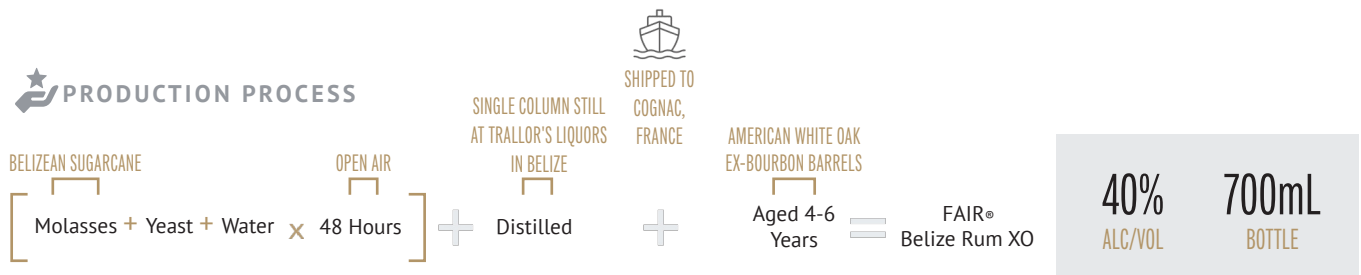 PRODUCTION PROCESS
BELIZEAN SUGARCANE
OPEN AIR
SINGLE COLUMN STILL
AT TRALLOR'S LIQUORS
IN BELIZE
SHIPPED TO
COGNAC,
FRANCE
AMERICAN WHITE OAK
EX-BOURBON BARRELS
[ Molasses + Yeast + Water x 48 Hours ] + Distilled + Aged 4-6
Years = FAIR®
Belize Rum XO
40%
ALC/VOL
700mL
BOTTLE